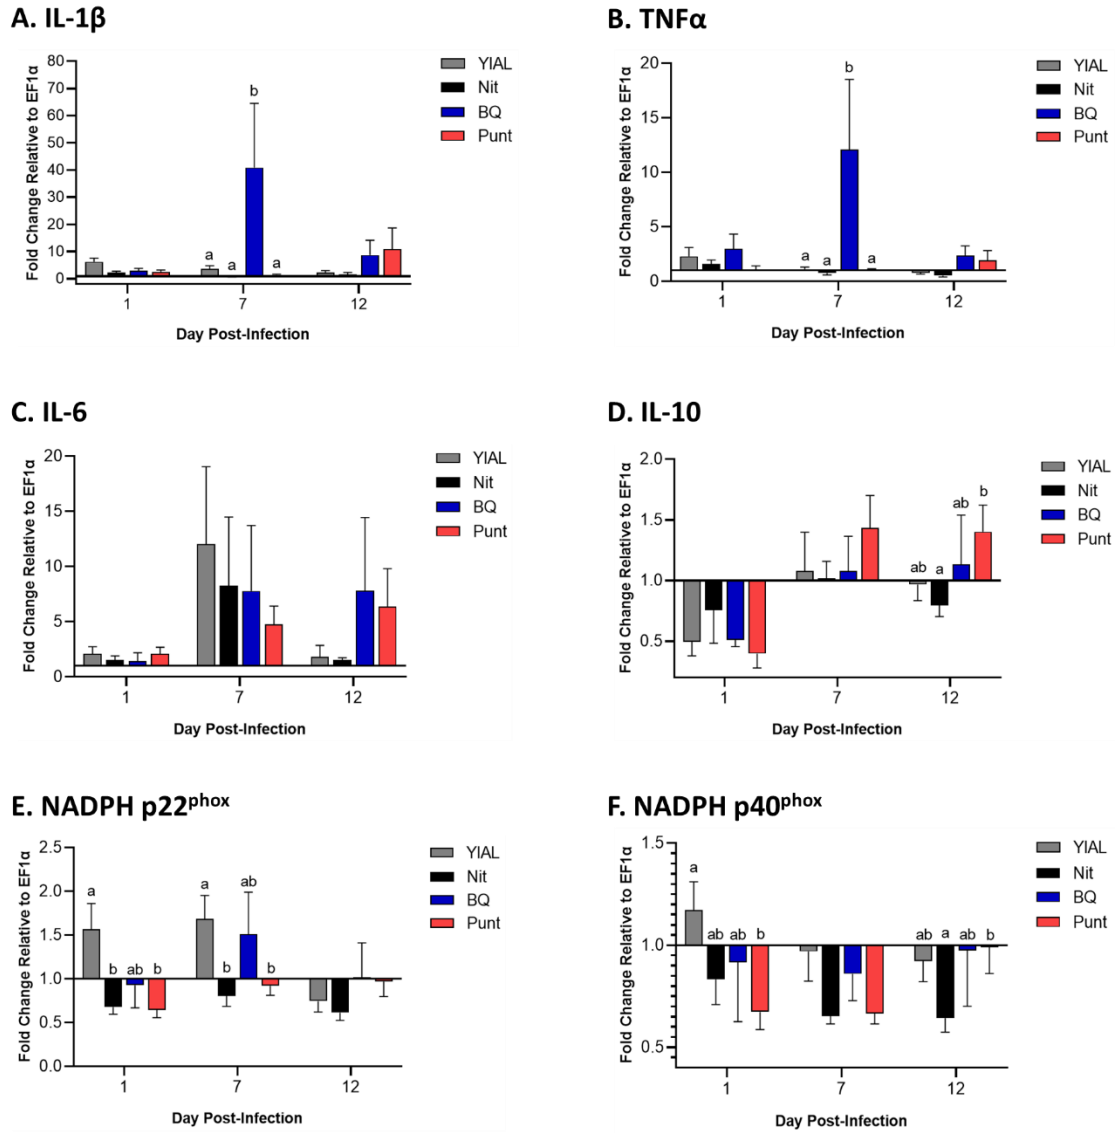 A. IL-1β
Fold Change Relative to EF1α
80
70
60
50
40
30
20
10
0
a
a
b
a
1
7
12
Day Post-Infection
YIAL
Nit
BQ
Punt
B. TNFα
Fold Change Relative to EF1α
20
15
10
5
0
a
a
b
a
1
7
12
Day Post-Infection
YIAL
Nit
BQ
Punt
C. IL-6
Fold Change Relative to EF1α
20
15
10
5
0
1
7
12
Day Post-Infection
YIAL
Nit
BQ
Punt
D. IL-10
Fold Change Relative to EF1α
2.0
1.5
1.0
0.5
ab
a
ab
b
1
7
12
Day Post-Infection
YIAL
Nit
BQ
Punt
E. NADPH p22phox
Fold Change Relative to EF1α
2.5
2.0
1.5
1.0
0.5
0.0
a
b
ab
b
a
b
ab
b
1
7
12
Day Post-Infection
YIAL
Nit
BQ
Punt
F. NADPH p40phox
Fold Change Relative to EF1α
1.5
1.0
0.5
a
ab
ab
b
ab
a
ab
b
1
7
12
Day Post-Infection
YIAL
Nit
BQ
Punt